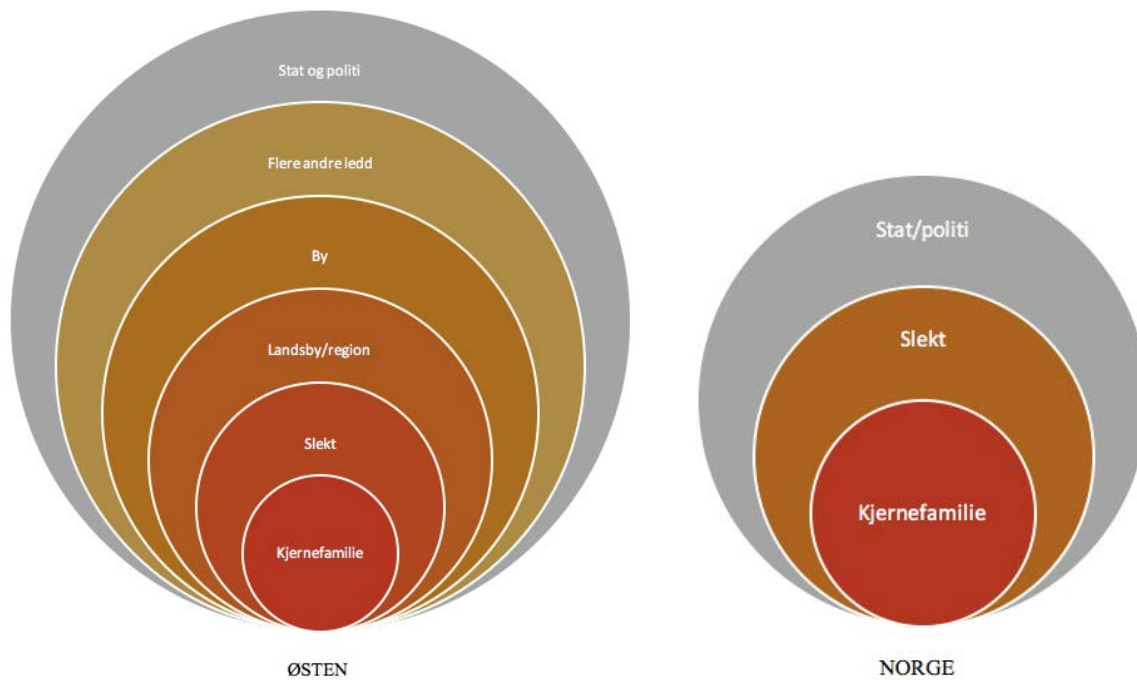 Stat og politi
Flere andre ledd
By
Landsby/region
Slekt
Kjernefamilie
ØSTEN
Stat/politi
Slekt
Kjernefamilie
NORGE